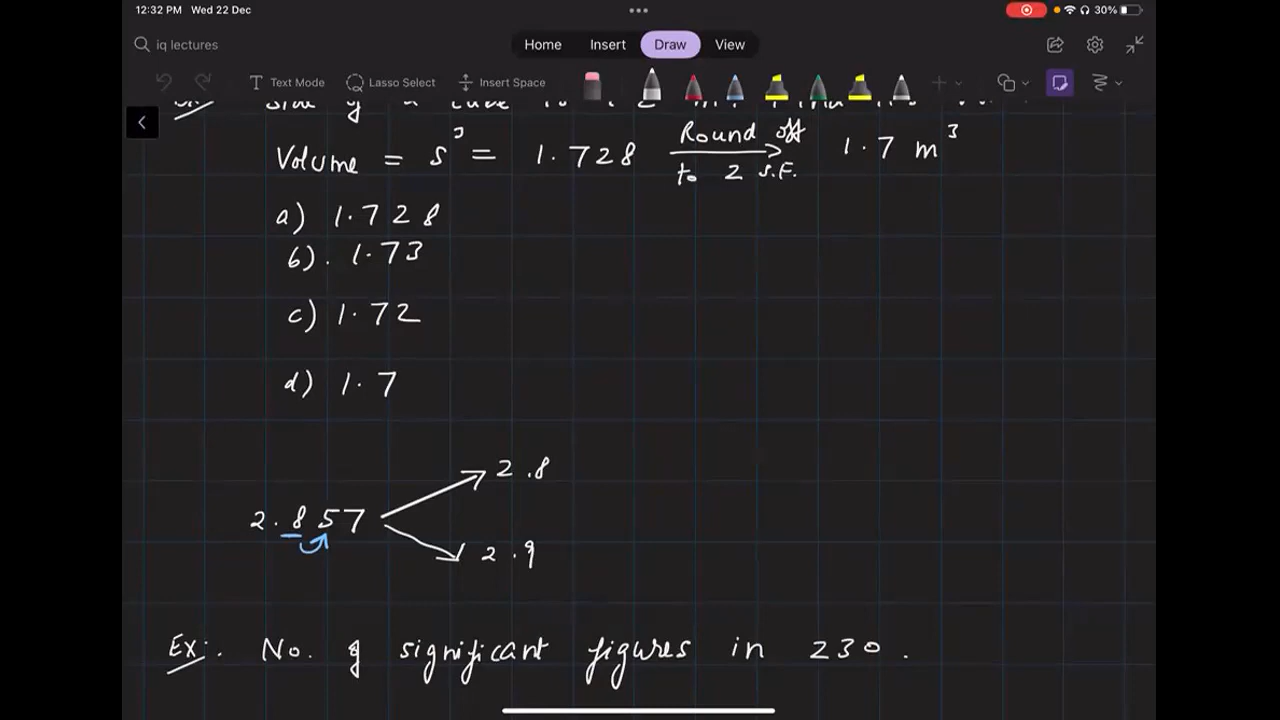 12:32 PM Wed 22 Dec
30%
iq lectures
Home Insert Draw View
Text Mode Lasso Select Insert Space
Volume = s³ = 1.728 Round off to 2 S.F. 1.7 m³
a) 1.728
b). 1.73
c) 1.72
d) 1.7
2.8
2.857
2.9
Ex:. No. of significant figures in 230.